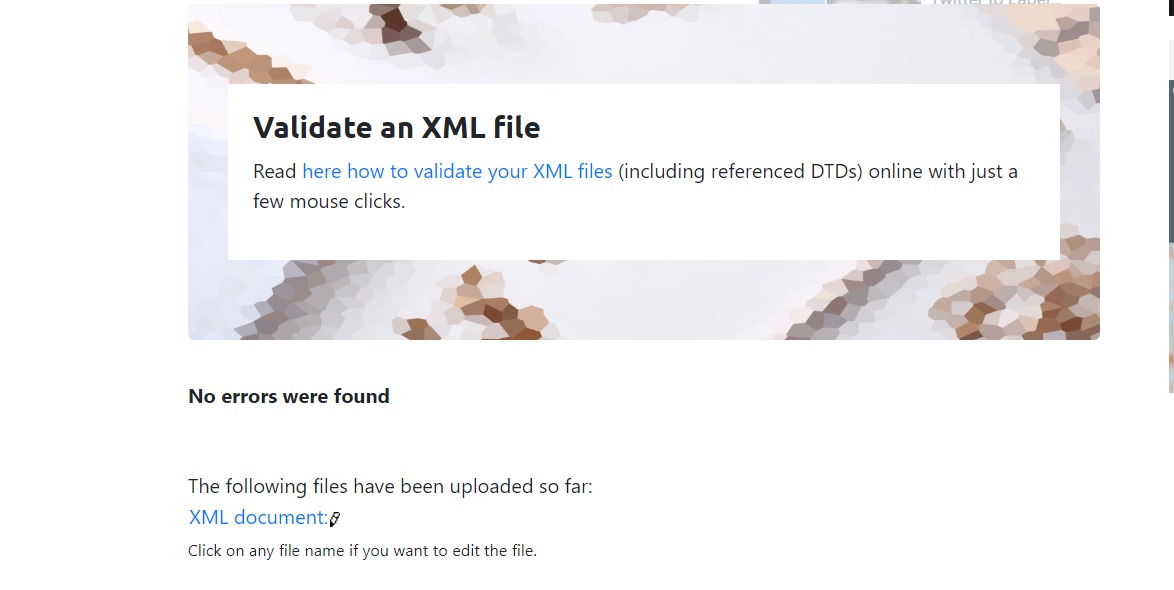 Validate an XML file
Read here how to validate your XML files (including referenced DTDs) online with just a
few mouse clicks.
No errors were found
The following files have been uploaded so far:
XML document:
Click on any file name if you want to edit the file.